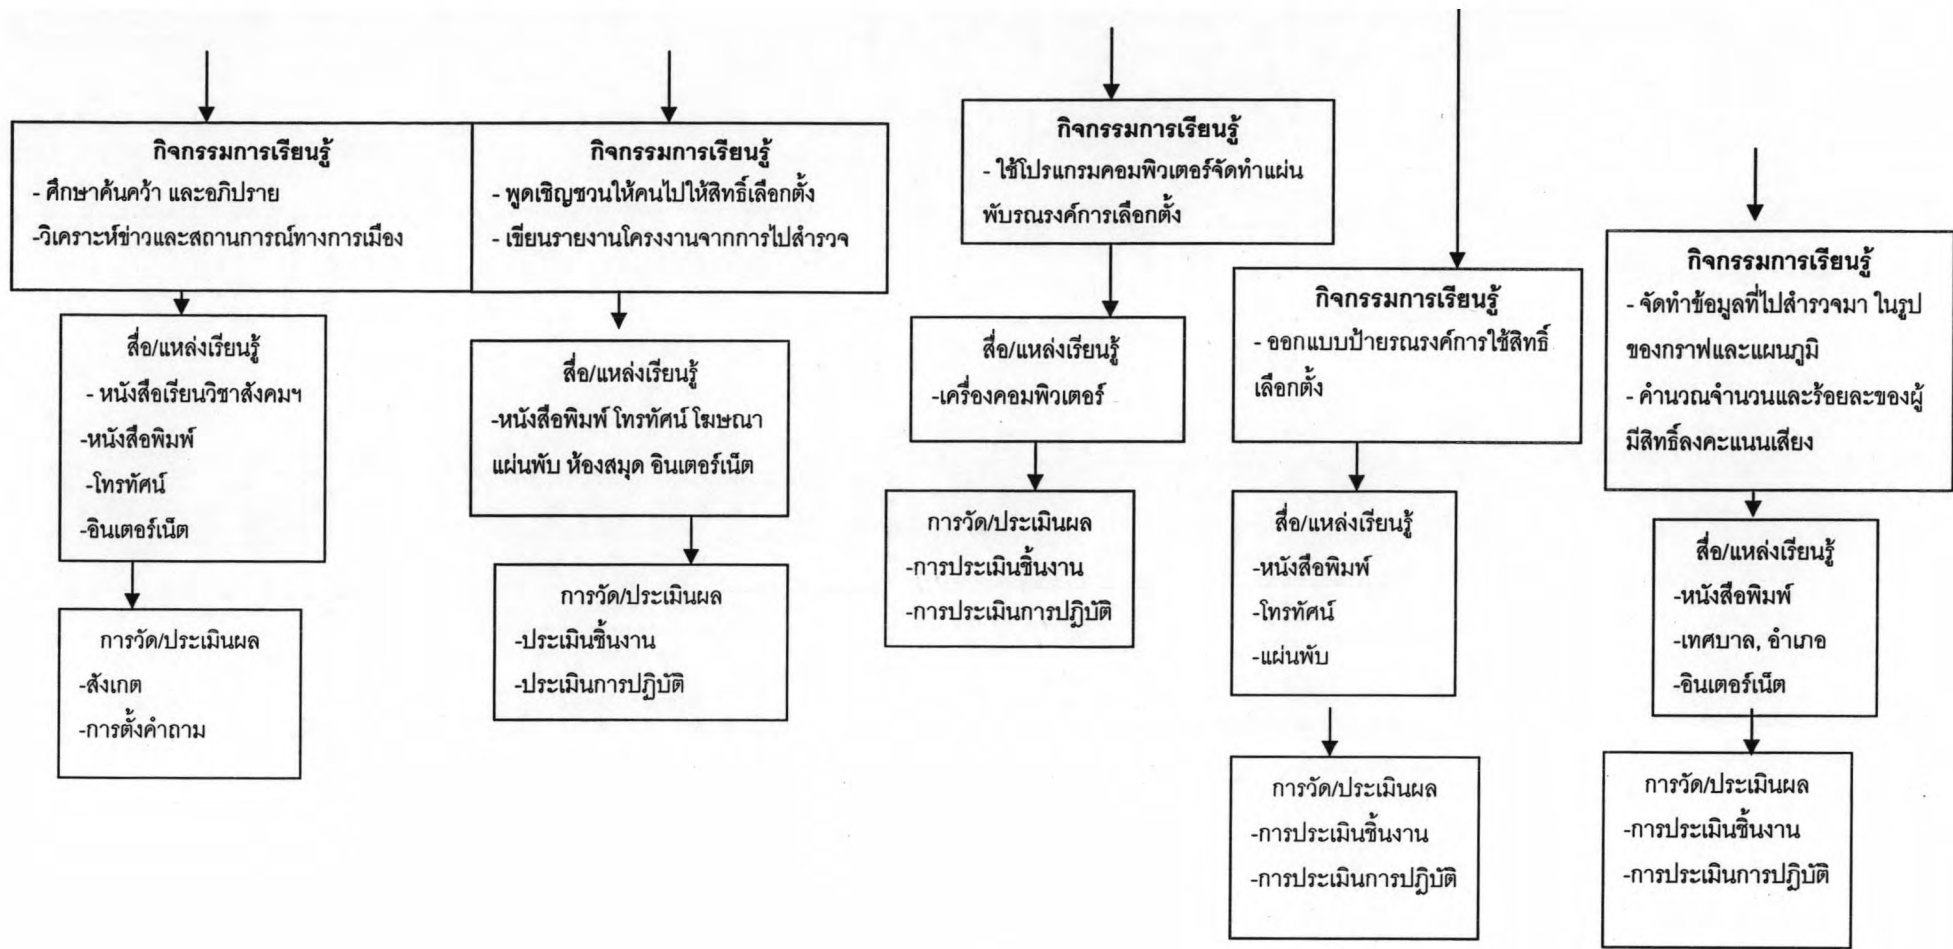 กิจกรรมการเรียนรู้
- ศึกษาค้นคว้า และอภิปราย
-วิเคราะห์ข่าวและสถานการณ์ทางการเมือง
สื่อ/แหล่งเรียนรู้
- หนังสือเรียนวิชาสังคมฯ
-หนังสือพิมพ์
-โทรทัศน์
-อินเตอร์เน็ต
การวัด/ประเมินผล
-สังเกต
-การตั้งคำถาม
กิจกรรมการเรียนรู้
- พูดเชิญชวนให้คนไปให้สิทธิ์เลือกตั้ง
- เขียนรายงานโครงงานจากการไปสำรวจ
สื่อ/แหล่งเรียนรู้
-หนังสือพิมพ์ โทรทัศน์ โฆษณา
แผ่นพับ ห้องสมุด อินเตอร์เน็ต
การวัด/ประเมินผล
-ประเมินชิ้นงาน
-ประเมินการปฏิบัติ
กิจกรรมการเรียนรู้
- ใช้โปรแกรมคอมพิวเตอร์จัดทำแผ่น
พับรณรงค์การเลือกตั้ง
สื่อ/แหล่งเรียนรู้
-เครื่องคอมพิวเตอร์
การวัด/ประเมินผล
-การประเมินชิ้นงาน
-การประเมินการปฏิบัติ
กิจกรรมการเรียนรู้
- ออกแบบป้ายรณรงค์การใช้สิทธิ์
เลือกตั้ง
สื่อ/แหล่งเรียนรู้
-หนังสือพิมพ์
-โทรทัศน์
-แผ่นพับ
การวัด/ประเมินผล
-การประเมินชิ้นงาน
-การประเมินการปฏิบัติ
กิจกรรมการเรียนรู้
- จัดทำข้อมูลที่ไปสำรวจมา ในรูป
ของกราฟและแผนภูมิ
- คำนวณจำนวนและร้อยละของผู้
มีสิทธิ์ลงคะแนนเสียง
สื่อ/แหล่งเรียนรู้
-หนังสือพิมพ์
-เทศบาล, อำเภอ
-อินเตอร์เน็ต
การวัด/ประเมินผล
-การประเมินชิ้นงาน
-การประเมินการปฏิบัติ